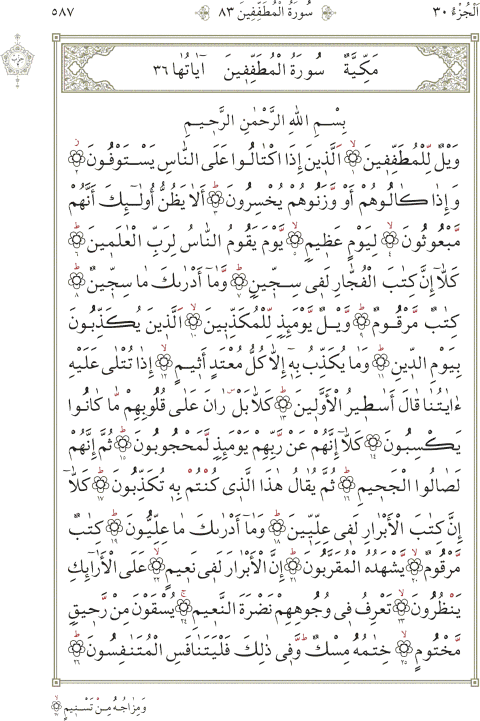 اَلْجُزْءُ ٣٠ سُورَةُ الْمُطَفِّفِينَ ٨٣ ٥٨٧
حزب
مَكِّيَّةٌ سُورَةُ الْمُطَفِّفِينَ آيَاتُهَا ٣٦
بِسْمِ اللهِ الرَّحْمٰنِ الرَّحِيمِ
وَيْلٌ لِلْمُطَفِّفِينَ ١ اَلَّذِينَ إِذَا اكْتَالُوا عَلَى النَّاسِ يَسْتَوْفُونَ ٢
وَإِذَا كَالُوهُمْ أَوْ وَزَنُوهُمْ يُخْسِرُونَ ٣ أَلَا يَظُنُّ أُولٰٓئِكَ أَنَّهُمْ
مَبْعُوثُونَ ٤ لِيَوْمٍ عَظِيمٍ ٥ يَوْمَ يَقُومُ النَّاسُ لِرَبِّ الْعٰلَمِينَ ٦
كَلَّآ إِنَّ كِتٰبَ الْفُجَّارِ لَفِى سِجِّينٍ ٧ وَمَآ أَدْرٰىكَ مَا سِجِّينٌ ٨
كِتٰبٌ مَرْقُومٌ ٩ وَيْلٌ يَوْمَئِذٍ لِلْمُكَذِّبِينَ ١٠ اَلَّذِينَ يُكَذِّبُونَ
بِيَوْمِ الدِّينِ ١١ وَمَا يُكَذِّبُ بِهٓ إِلَّا كُلُّ مُعْتَدٍ أَثِيمٍ ١٢ إِذَا تُتْلٰى عَلَيْهِ
ءَايٰتُنَا قَالَ أَسٰطِيرُ الْأَوَّلِينَ ١٣ كَلَّا بَلْ رَانَ عَلٰى قُلُوبِهِمْ مَّا كَانُوا
يَكْسِبُونَ ١٤ كَلَّآ إِنَّهُمْ عَنْ رَبِّهِمْ يَوْمَئِذٍ لَمَحْجُوبُونَ ١٥ ثُمَّ إِنَّهُمْ
لَصَالُوا الْجَحِيمِ ١٦ ثُمَّ يُقَالُ هٰذَا الَّذِى كُنْتُمْ بِهِ تُكَذِّبُونَ ١٧ كَلَّآ
إِنَّ كِتٰبَ الْأَبْرَارِ لَفِى عِلِّيِّينَ ١٨ وَمَآ أَدْرٰىكَ مَا عِلِّيُّونَ ١٩ كِتٰبٌ
مَرْقُومٌ ٢٠ يَشْهَدُهُ الْمُقَرَّبُونَ ٢١ إِنَّ الْأَبْرَارَ لَفِى نَعِيمٍ ٢٢ عَلَى الْأَرَآئِكِ
يَنْظُرُونَ ٢٣ تَعْرِفُ فِى وُجُوهِهِمْ نَضْرَةَ النَّعِيمِ ٢٤ يُسْقَوْنَ مِنْ رَحِيقٍ
مَخْتُومٍ ٢٥ خِتٰمُهُ مِسْكٌ وَفِى ذٰلِكَ فَلْيَتَنَافَسِ الْمُتَنَافِسُونَ ٢٦
وَمِزَاجُهُ مِنْ تَسْنِيمٍ ٢٧